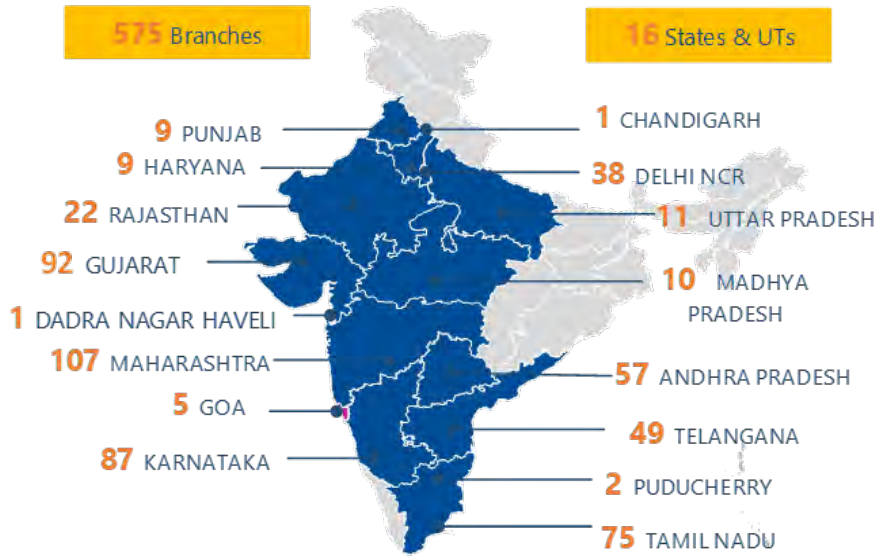 575 Branches
16 States & UTs
9 PUNJAB
9 HARYANA
22 RAJASTHAN
92 GUJARAT
1 DADRA NAGAR HAVELI
107 MAHARASHTRA
5 GOA
87 KARNATAKA
1 CHANDIGARH
38 DELHI NCR
11 UTTAR PRADESH
10 MADHYA
PRADESH
57 ANDHRA PRADESH
49 TELANGANA
2 PUDUCHERRY
75 TAMIL NADU